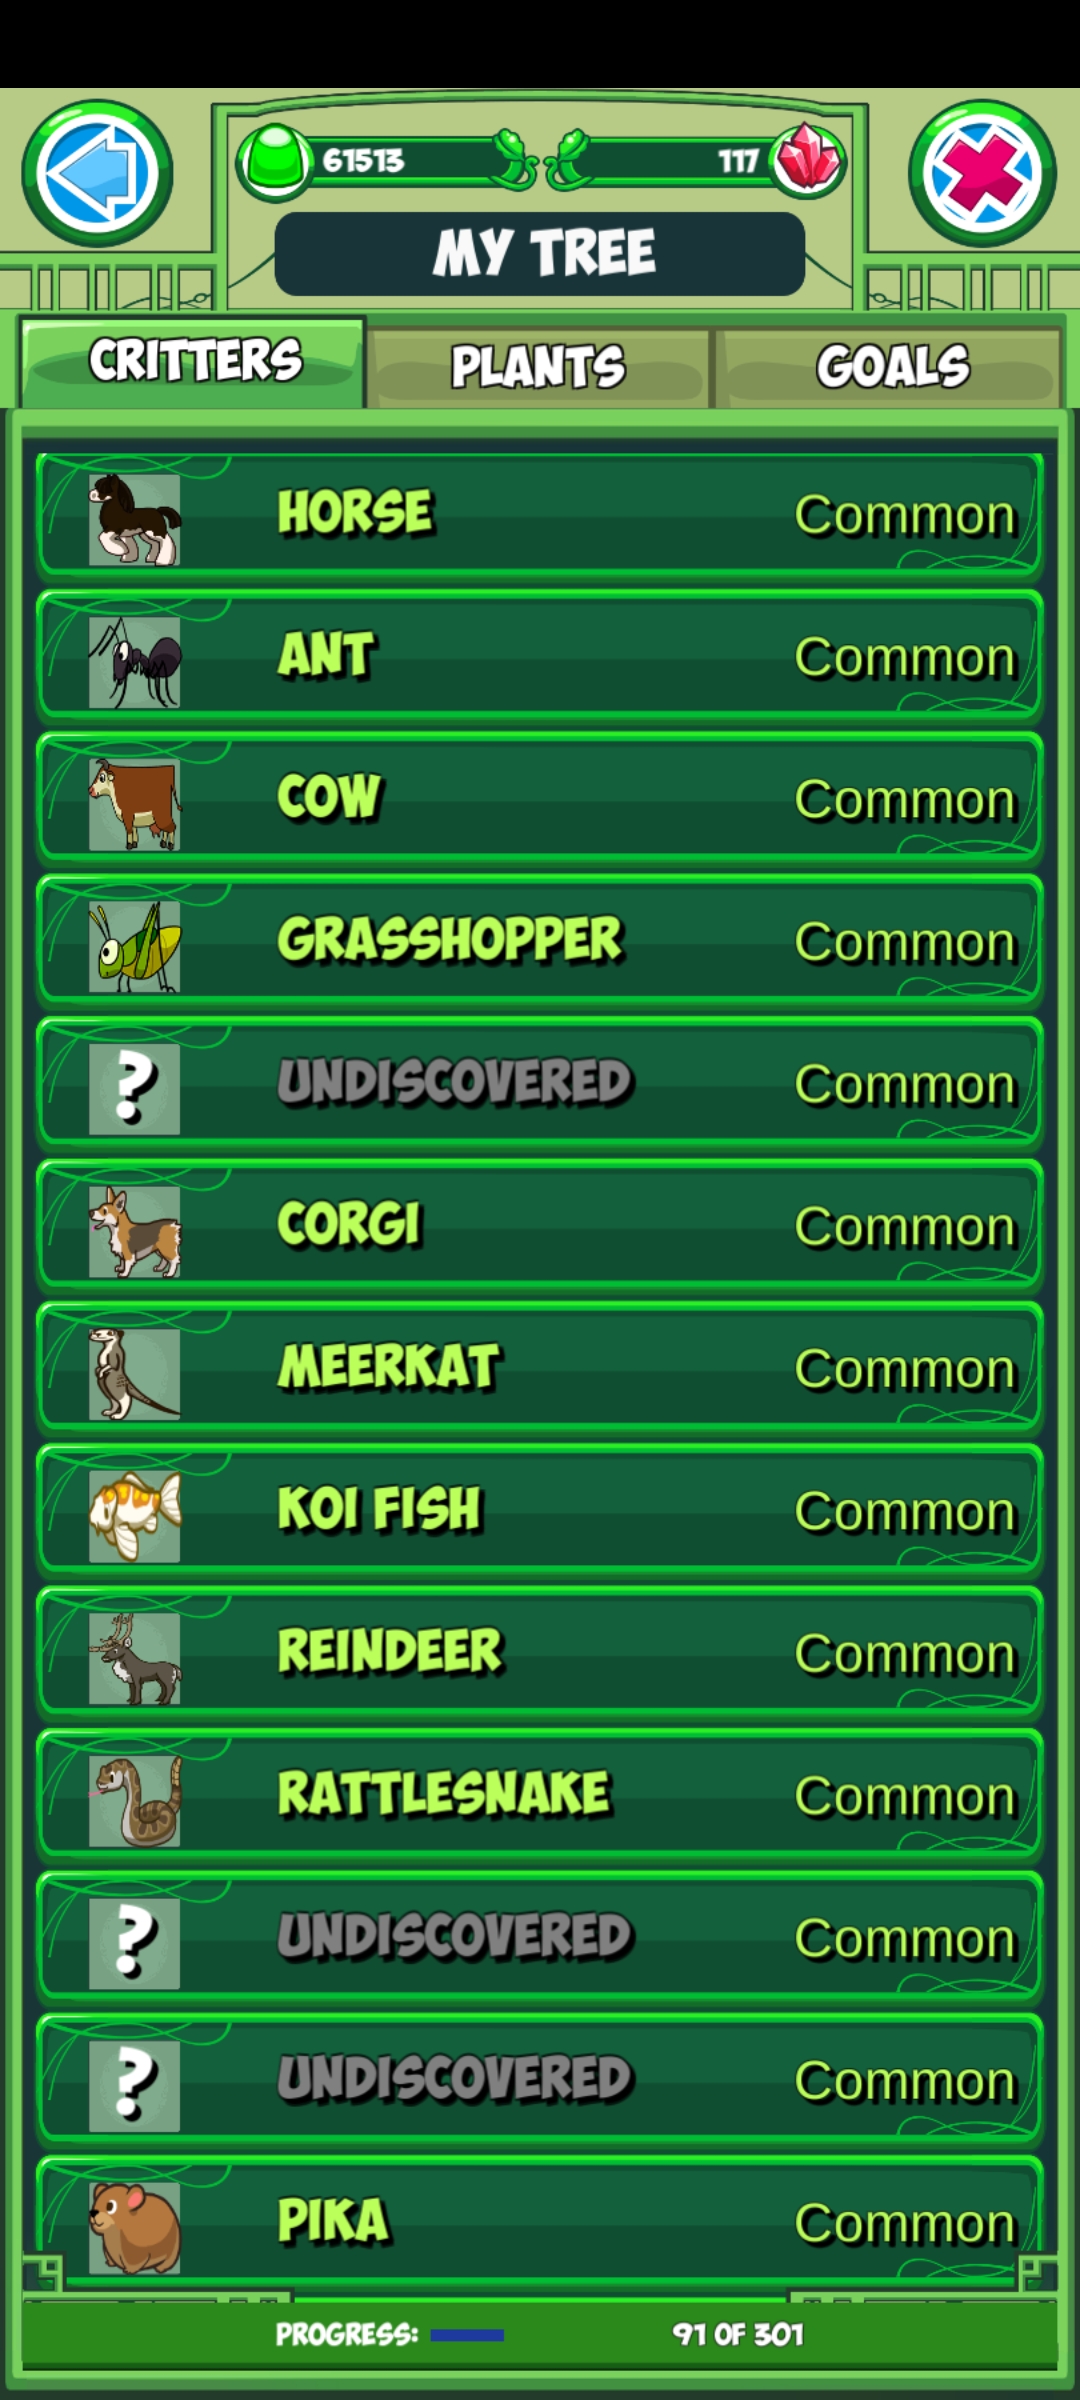 61513 117
MY TREE
CRITTERS PLANTS GOALS
HORSE Common
ANT Common
COW Common
GRASSHOPPER Common
? UNDISCOVERED Common
CORGI Common
MEERKAT Common
KOI FISH Common
REINDEER Common
RATTLESNAKE Common
? UNDISCOVERED Common
? UNDISCOVERED Common
PIKA Common
PROGRESS: 91 OF 301